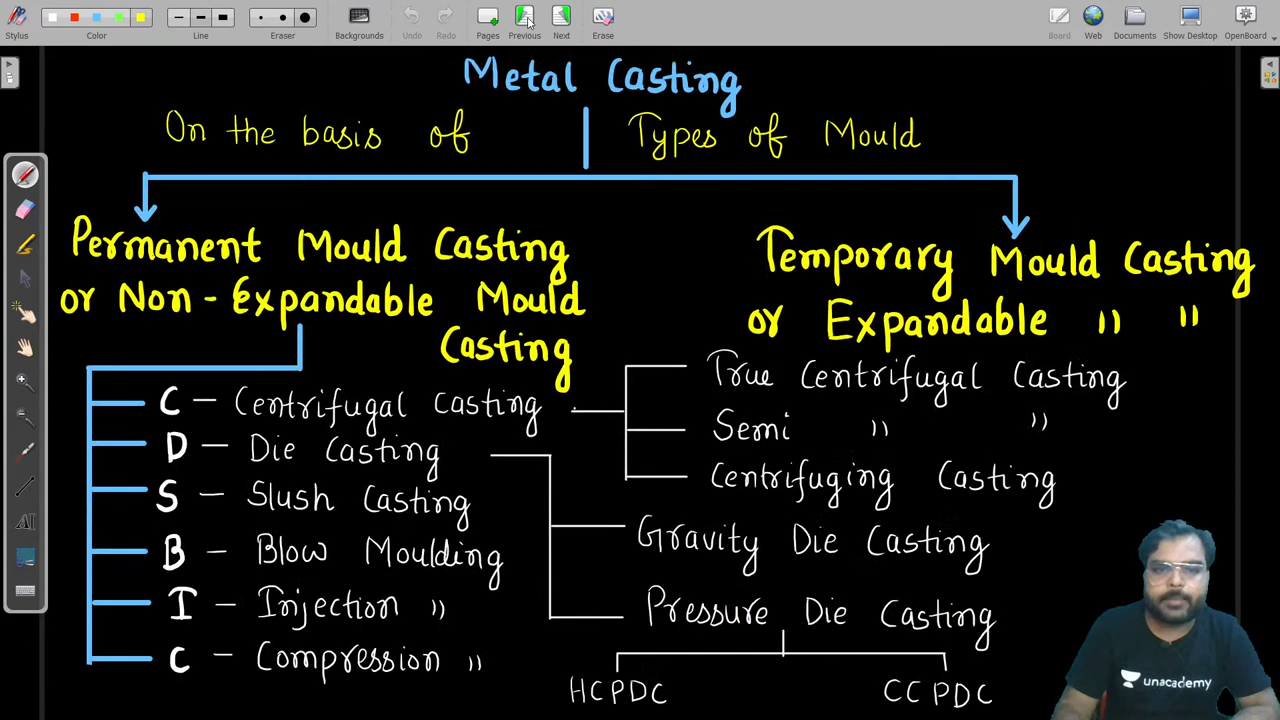 Stylus
Color
Line
Eraser
Backgrounds
Undo
Redo
Pages
Previous
Next
Erase
Board
Web
Documents
Show Desktop
OpenBoard
Metal Casting
On the basis of Types of Mould
Permanent Mould Casting
or Non-Expandable Mould
Casting
Temporary Mould Casting
or Expandable " "
C - Centrifugal Casting
D - Die Casting
S - Slush Casting
B - Blow Moulding
I - Injection "
C - Compression "
True Centrifugal Casting
Semi " "
Centrifuging Casting
Gravity Die Casting
Pressure Die Casting
HCPDC
CCPDC
unacademy